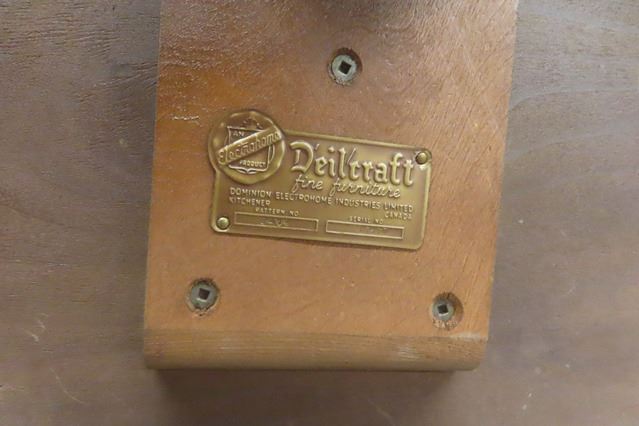 AN
Electrohome
PRODUCT
Deilcraft
fine furniture
DOMINION ELECTROHOME INDUSTRIES LIMITED
KITCHENER CANADA
PATTERN NO. SERIAL NO.